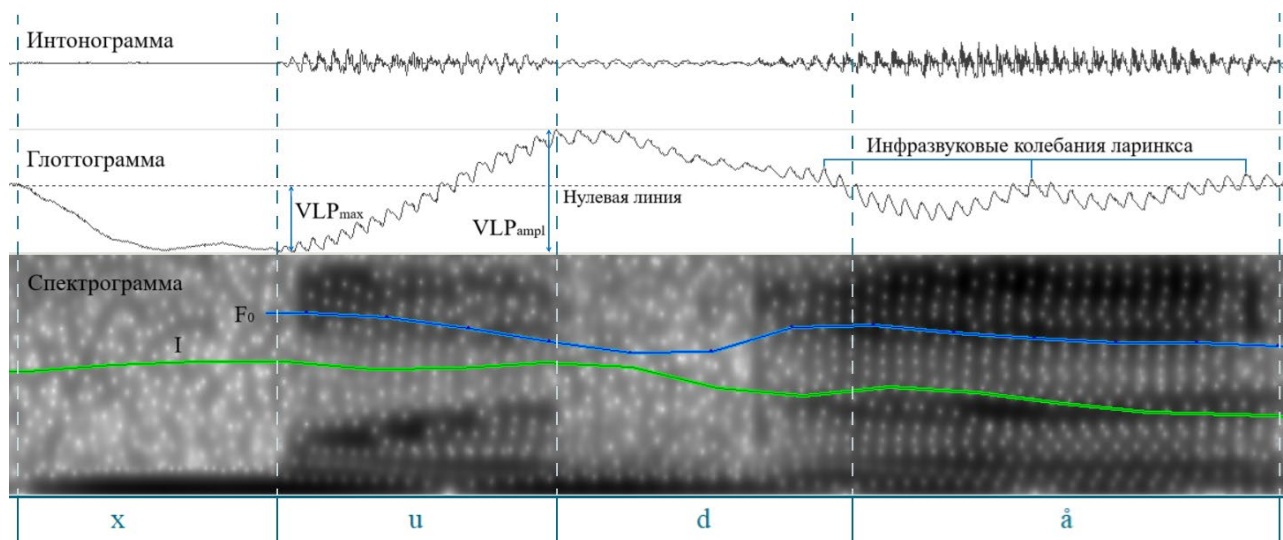 Интонограмма
Глоттограмма
Инфразвуковые колебания ларинкса
VLPmax
VLPampl
Нулевая линия
Спектрограмма
F0
I
x u d å